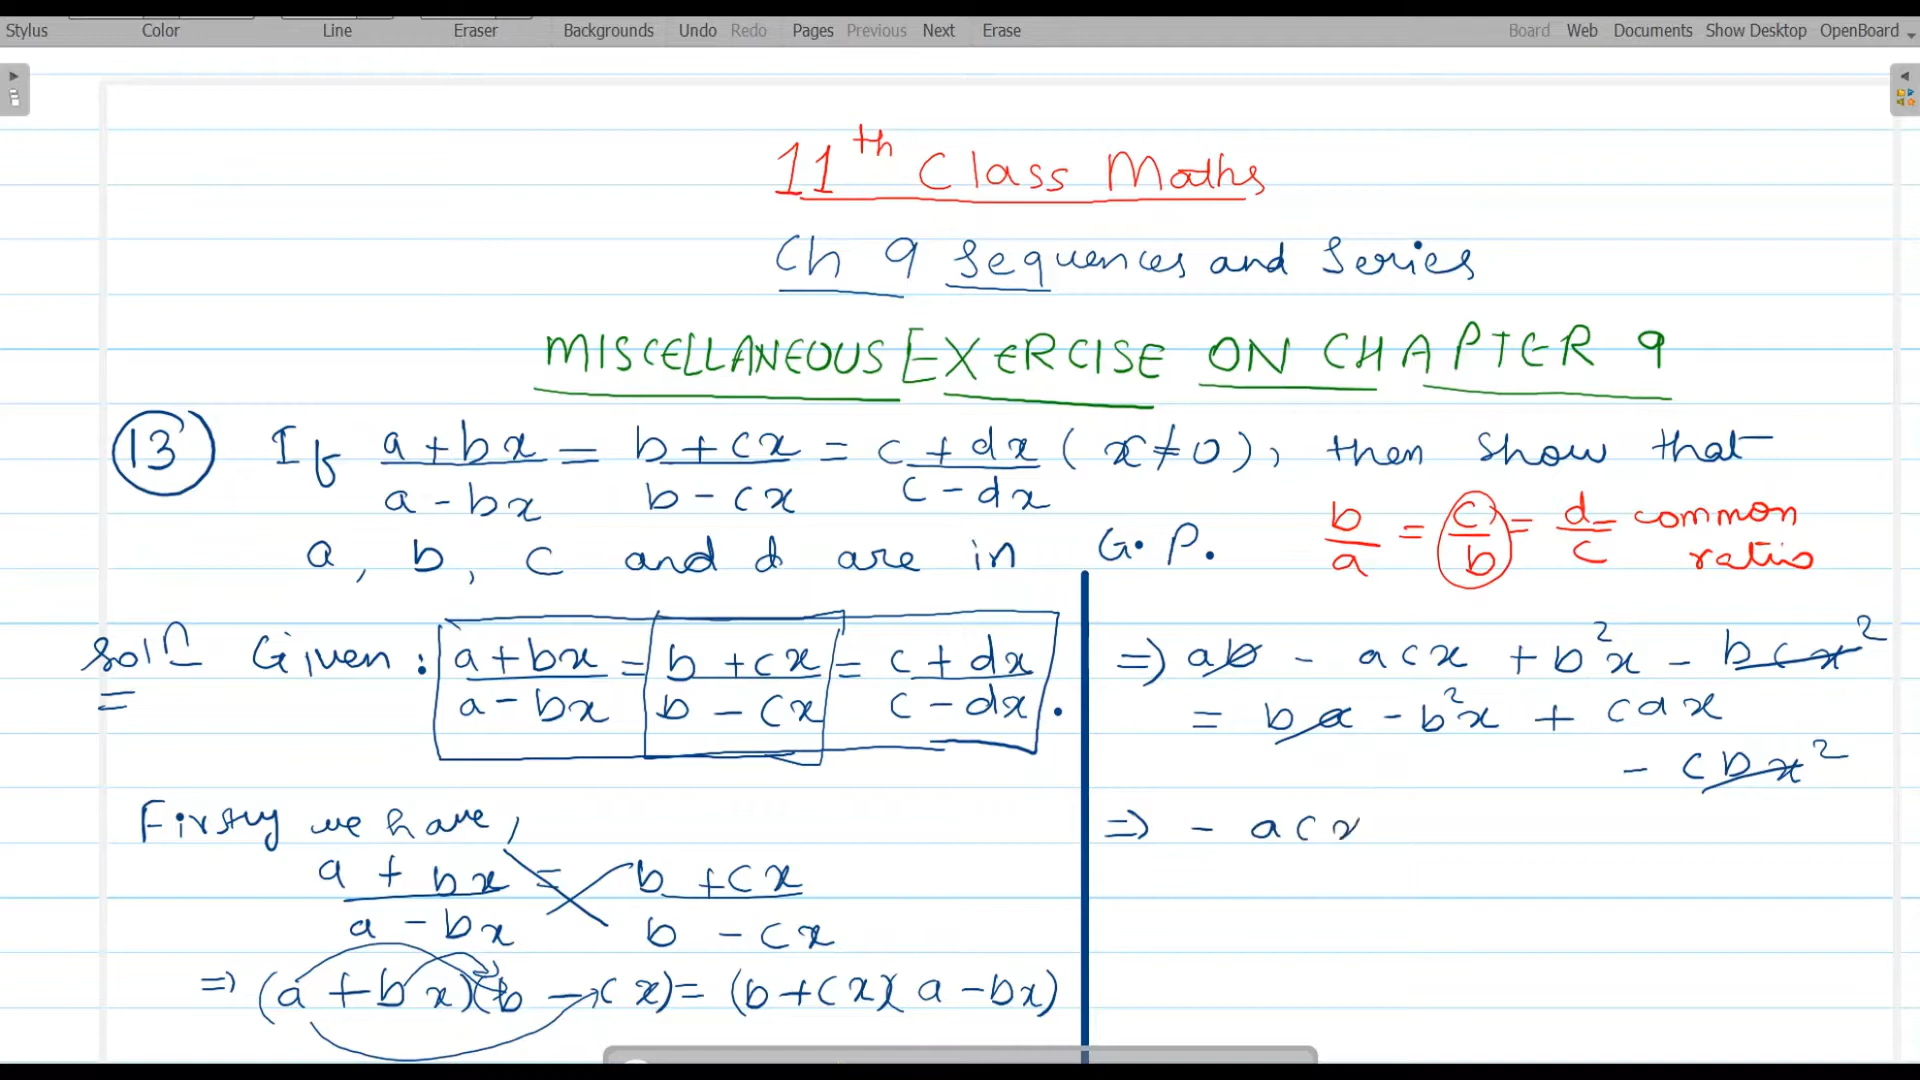 Stylus Color Line Eraser Backgrounds Undo Redo Pages Previous Next Erase Board Web Documents Show Desktop OpenBoard
11th Class Maths
Ch 9 Sequences and Series
MISCELLANEOUS EXERCISE ON CHAPTER 9
(13) If (a + bx)/(a - bx) = (b + cx)/(b - cx) = (c + dx)/(c - dx) (x ≠ 0), then show that
a, b, c and d are in G.P.
b/a = c/b = d/c common ratio
Soln Given : (a + bx)/(a - bx) = (b + cx)/(b - cx) = (c + dx)/(c - dx).
Firstly we have,
(a + bx)/(a - bx) = (b + cx)/(b - cx)
=> (a + bx)(b - cx) = (b + cx)(a - bx)
=> ab - acx + b²x - bcx²
= ba - b²x + cax
- cbx²
=> - acx